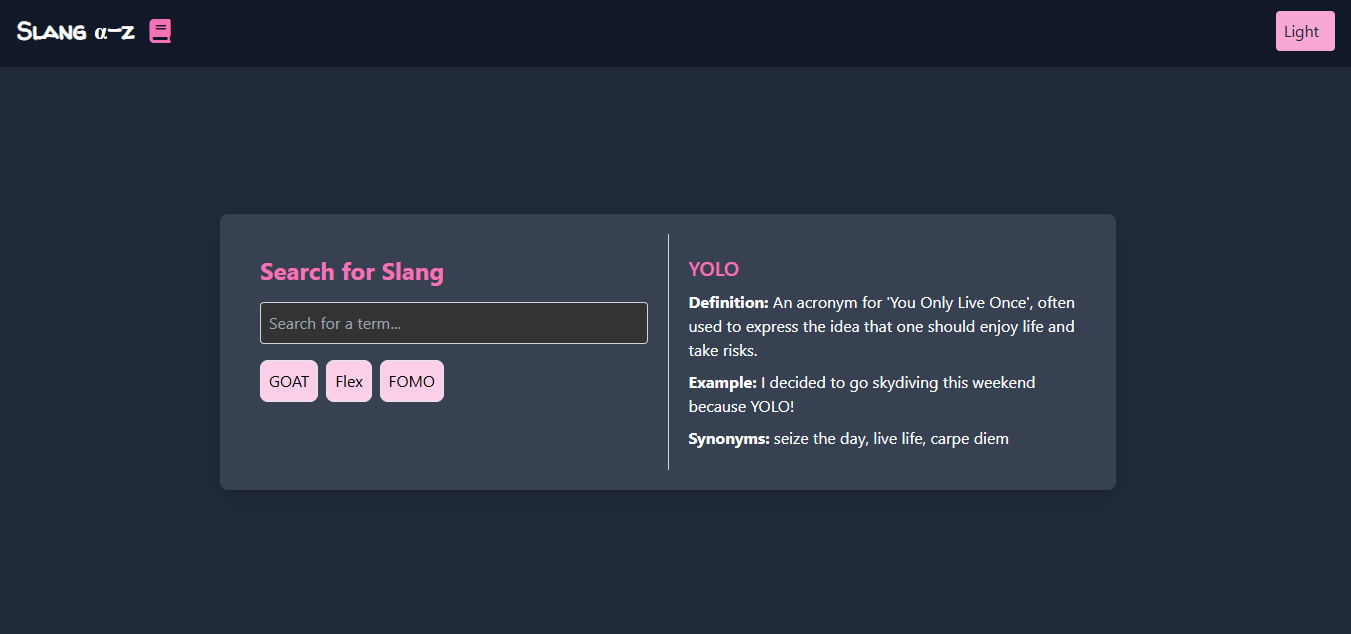 Slang α–z
Light
Search for Slang
Search for a term...
GOAT Flex FOMO
YOLO
Definition: An acronym for 'You Only Live Once', often
used to express the idea that one should enjoy life and
take risks.
Example: I decided to go skydiving this weekend
because YOLO!
Synonyms: seize the day, live life, carpe diem